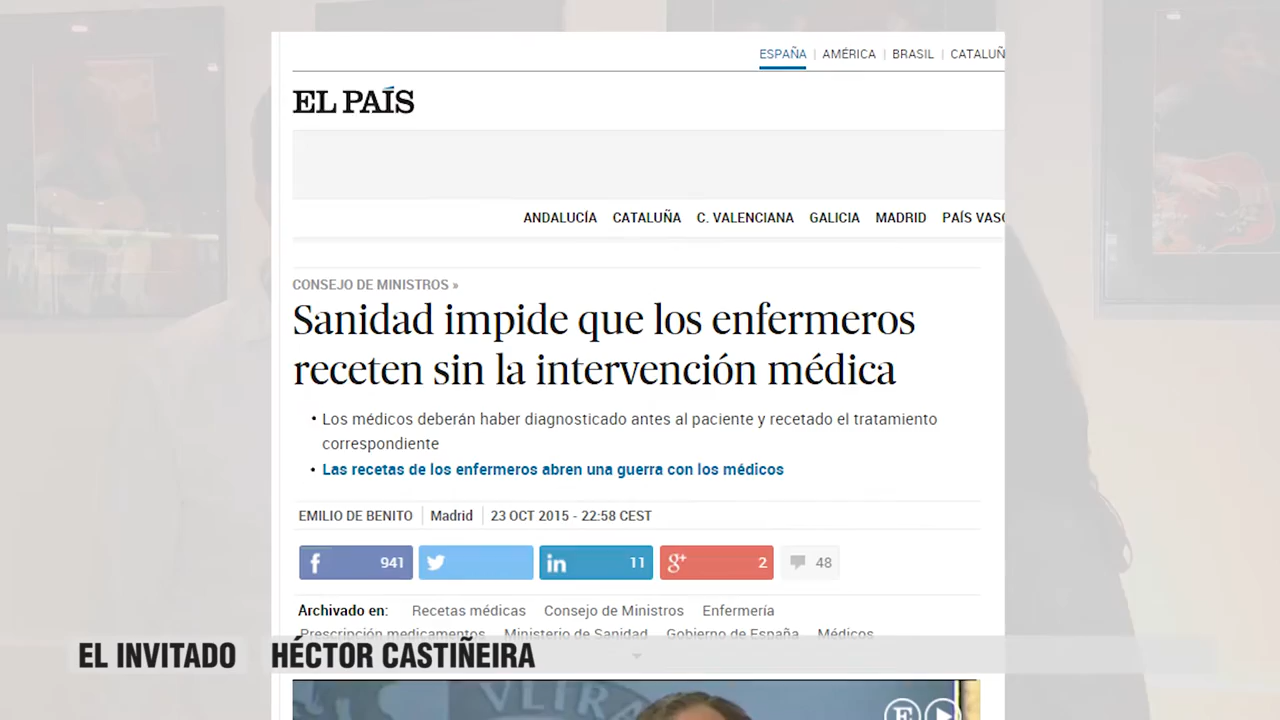 ESPAÑA | AMÉRICA | BRASIL | CATALUÑ
EL PAÍS
ANDALUCÍA CATALUÑA C. VALENCIANA GALICIA MADRID PAÍS VASC
CONSEJO DE MINISTROS »
Sanidad impide que los enfermeros
receten sin la intervención médica
• Los médicos deberán haber diagnosticado antes al paciente y recetado el tratamiento
correspondiente
• Las recetas de los enfermeros abren una guerra con los médicos
EMILIO DE BENITO | Madrid | 23 OCT 2015 - 22:58 CEST
941 11 2 48
Archivado en: Recetas médicas Consejo de Ministros Enfermería
Prescripción medicamentos Ministerio de Sanidad Gobierno de España Médicos
EL INVITADO HÉCTOR CASTIÑEIRA